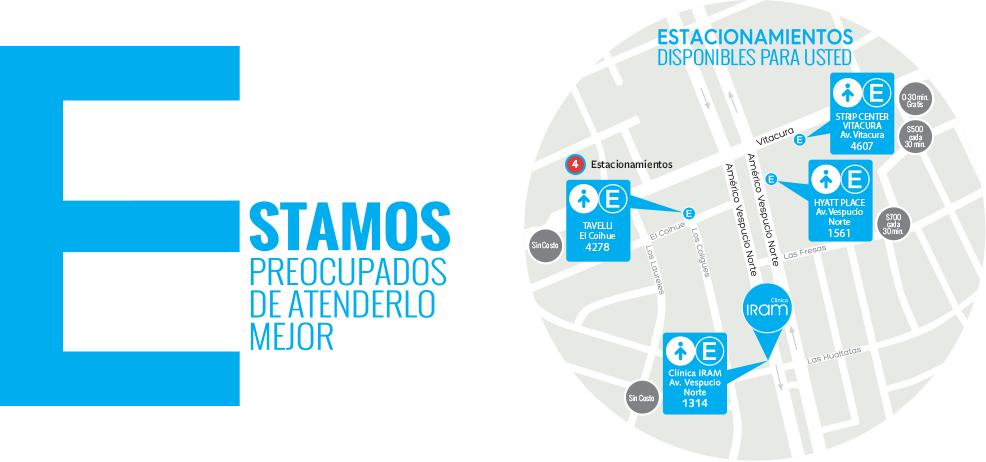 ESTAMOS
PREOCUPADOS
DE ATENDERLO
MEJOR
ESTACIONAMIENTOS
DISPONIBLES PARA USTED
E
STRIP CENTER
VITACURA
Av. Vitacura
4607
0-30 min.
Gratis
$500
cada
30 min.
Vitacura
E
4
Estacionamientos
E
TAVELLI
El Coihue
4278
Sin Costo
E
E
HYATT PLACE
Av. Vespucio
Norte
1561
$700
cada
30 min.
E
Américo Vespucio Norte
Américo Vespucio Norte
El Coihue
Los Coligues
Los Laureles
Las Fresas
Clínica
IRam
Las Hualtatas
E
Clínica IRAM
Av. Vespucio
Norte
1314
Sin Costo